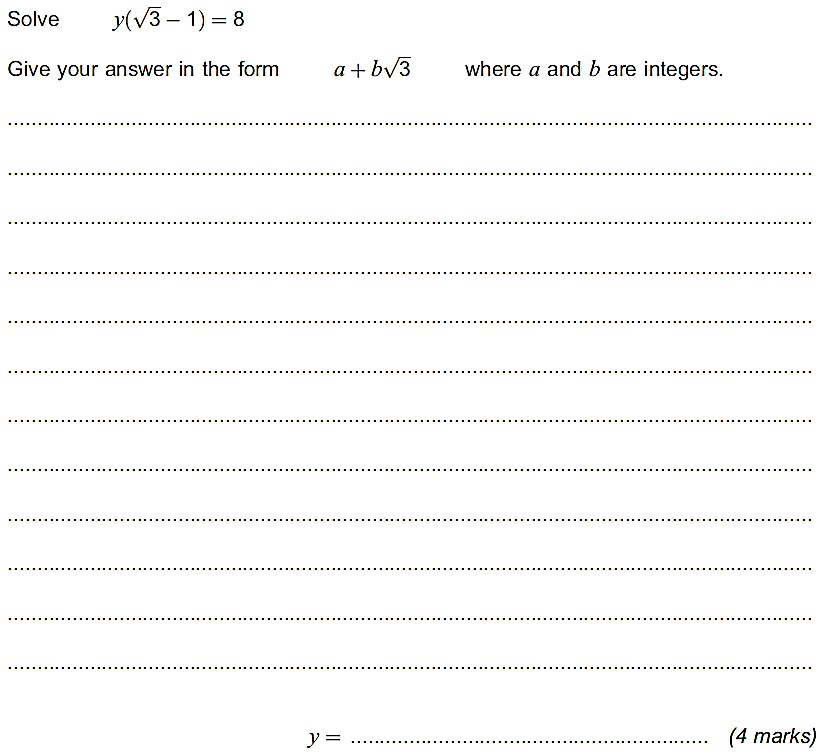 Solve y(√3 – 1) = 8
Give your answer in the form a + b√3 where a and b are integers.
y = ............................................................ (4 marks)